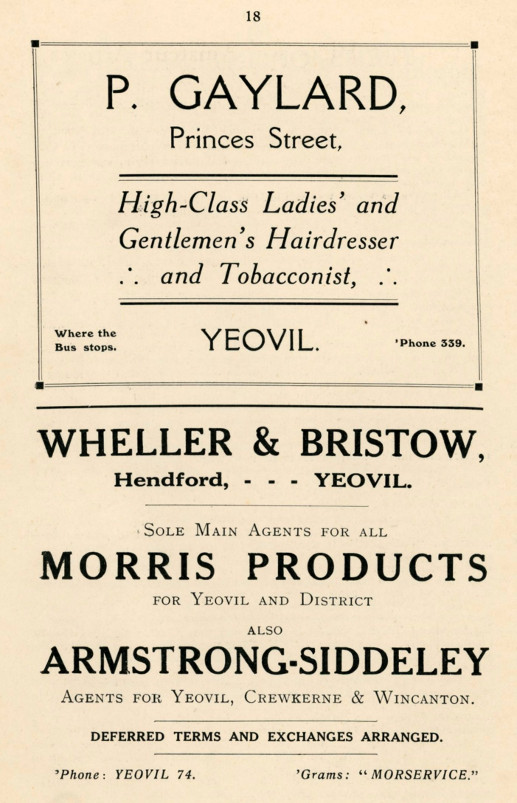 18
P. GAYLARD,
Princes Street,
High-Class Ladies' and
Gentlemen's Hairdresser
.·. and Tobacconist, .·.
Where the
Bus stops.
YEOVIL.
'Phone 339.
WHELLER & BRISTOW,
Hendford, - - - YEOVIL.
Sole Main Agents for all
MORRIS PRODUCTS
for Yeovil and District
also
ARMSTRONG-SIDDELEY
Agents for Yeovil, Crewkerne & Wincanton.
DEFERRED TERMS AND EXCHANGES ARRANGED.
'Phone: YEOVIL 74. 'Grams: "MORSERVICE."